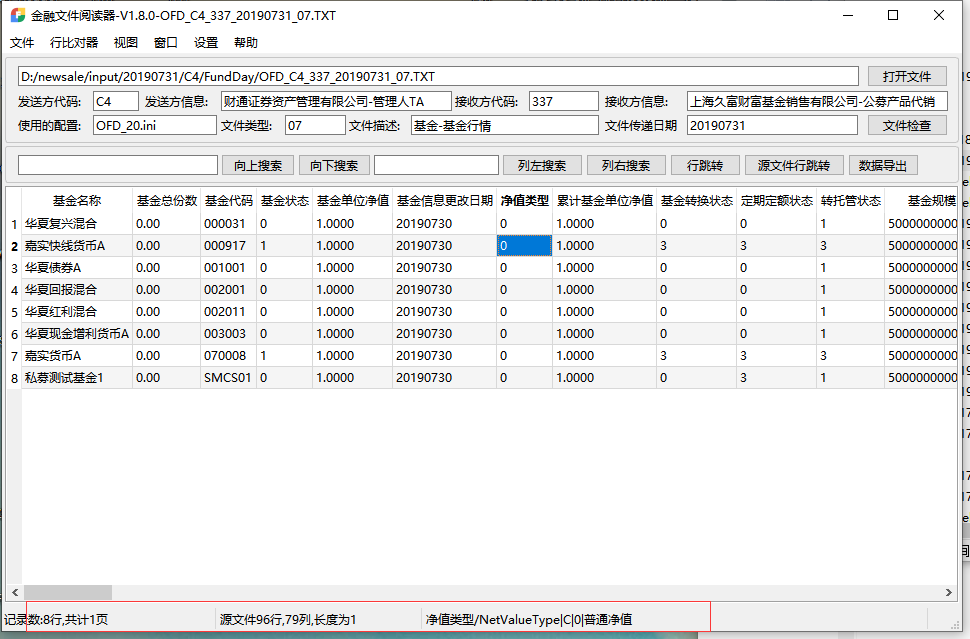 金融文件阅读器-V1.8.0-OFD_C4_337_20190731_07.TXT
文件 行比对器 视图 窗口 设置 帮助
D:/newsale/input/20190731/C4/FundDay/OFD_C4_337_20190731_07.TXT 打开文件
发送方代码: C4 发送方信息: 财通证券资产管理有限公司-管理人TA 接收方代码: 337 接收方信息: 上海久富财富基金销售有限公司-公募产品代销
使用的配置: OFD_20.ini 文件类型: 07 文件描述: 基金-基金行情 文件传递日期 20190731 文件检查
向上搜索 向下搜索 列左搜索 列右搜索 行跳转 源文件行跳转 数据导出
基金名称 基金总份数 基金代码 基金状态 基金单位净值 基金信息更改日期 净值类型 累计基金单位净值 基金转换状态 定期定额状态 转托管状态 基金规模
1 华夏复兴混合 0.00 000031 0 1.0000 20190730 0 1.0000 0 0 1 5000000000
2 嘉实快线货币A 0.00 000917 1 1.0000 20190730 0 1.0000 3 3 3 5000000000
3 华夏债券A 0.00 001001 0 1.0000 20190730 0 1.0000 0 0 1 5000000000
4 华夏回报混合 0.00 002001 0 1.0000 20190730 0 1.0000 0 0 1 5000000000
5 华夏红利混合 0.00 002011 0 1.0000 20190730 0 1.0000 0 0 1 5000000000
6 华夏现金增利货币A 0.00 003003 0 1.0000 20190730 0 1.0000 0 0 1 5000000000
7 嘉实货币A 0.00 070008 1 1.0000 20190730 0 1.0000 3 3 3 5000000000
8 私募测试基金1 0.00 SMCS01 0 1.0000 20190730 0 1.0000 0 3 1 5000000000
记录数:8行,共计1页 源文件96行,79列,长度为1 净值类型/NetValueType|C|0|普通净值